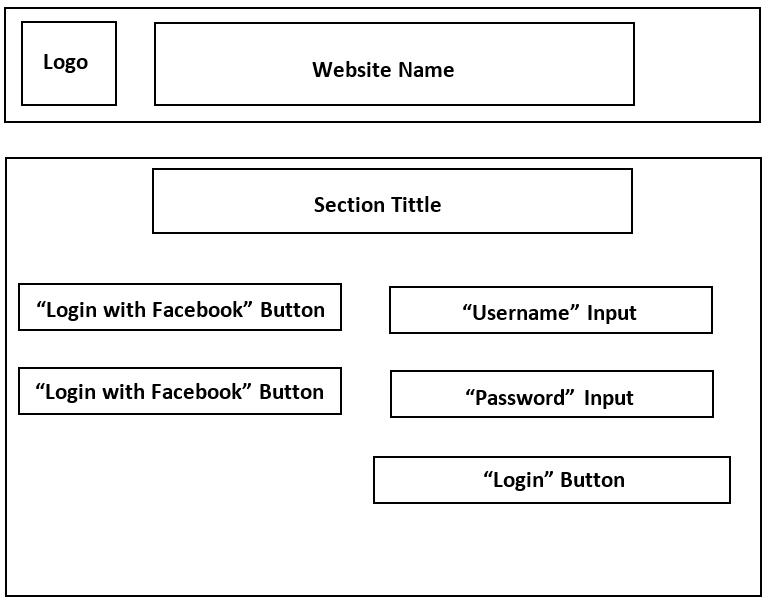 Logo
Website Name
Section Tittle
“Login with Facebook” Button
“Username” Input
“Login with Facebook” Button
“Password” Input
“Login” Button